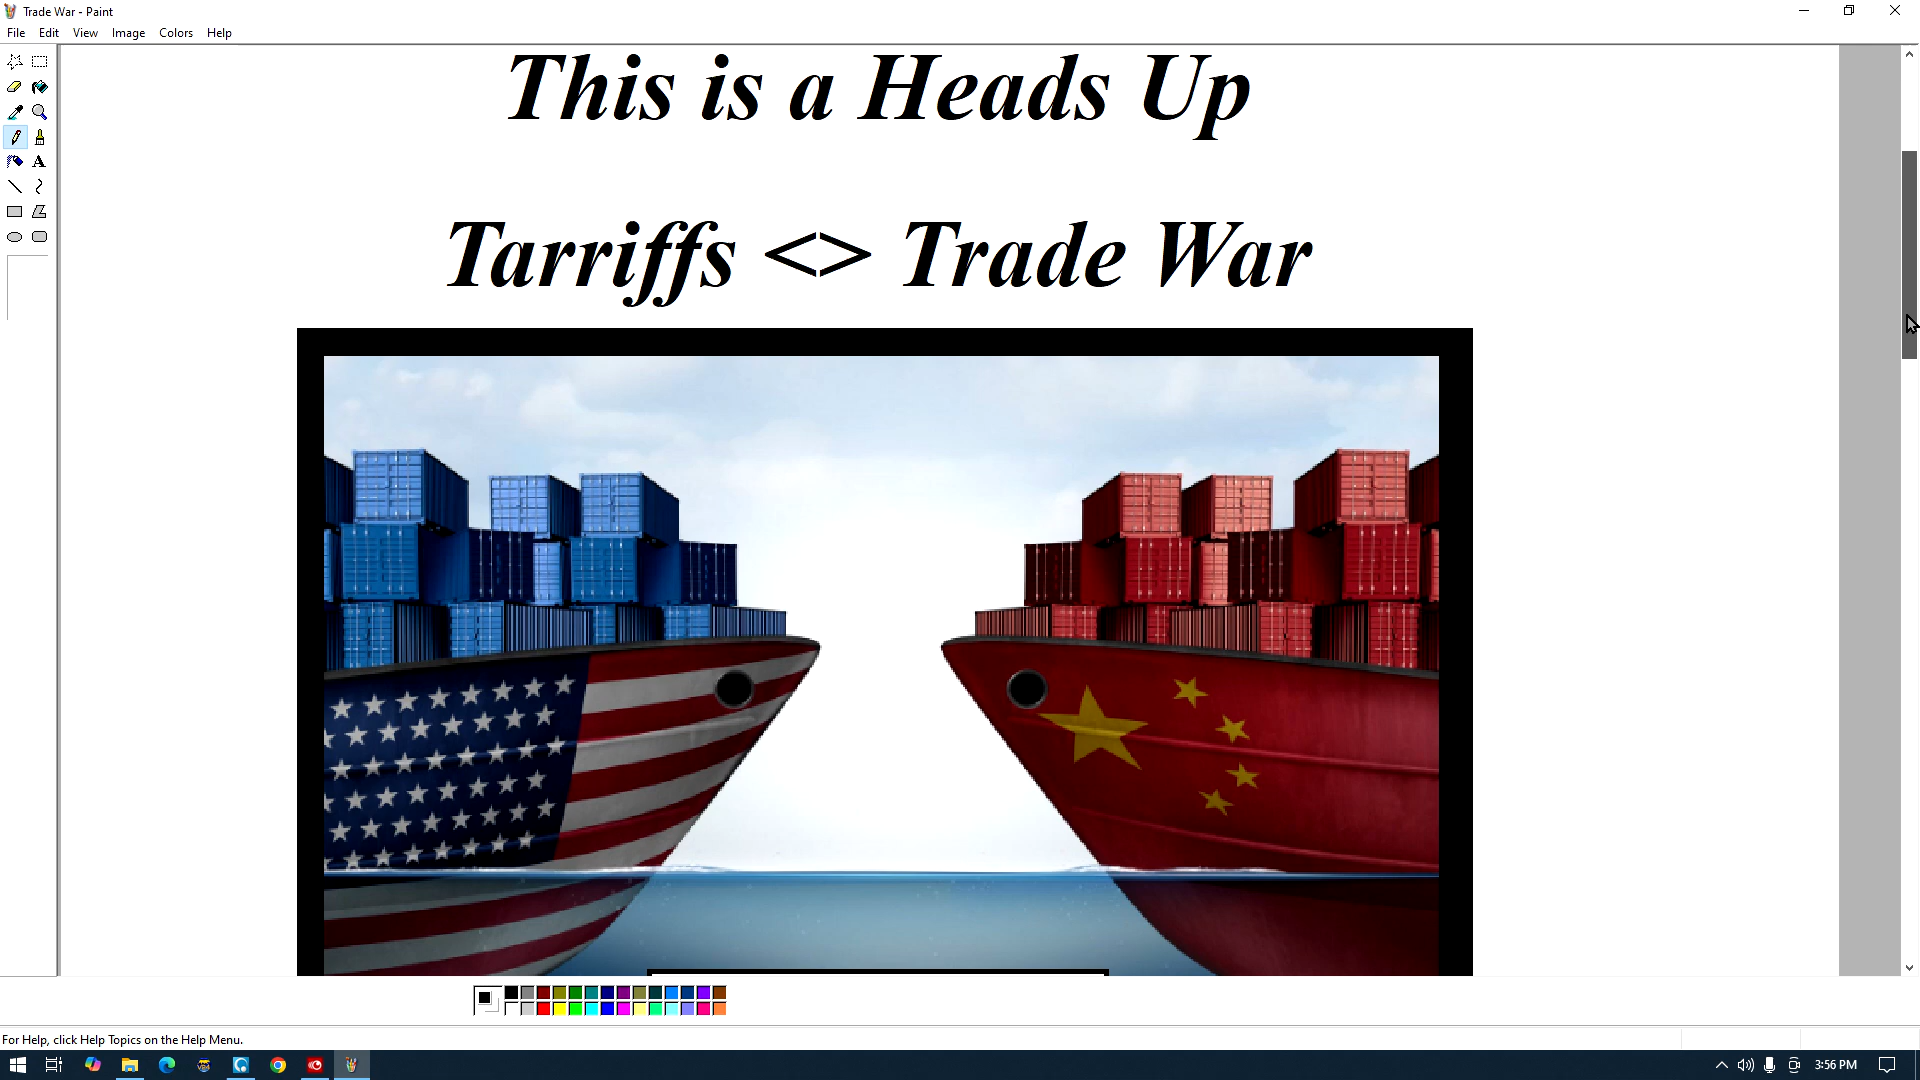 Trade War - Paint
File Edit View Image Colors Help
This is a Heads Up
Tarriffs <> Trade War
For Help, click Help Topics on the Help Menu.
3:56 PM